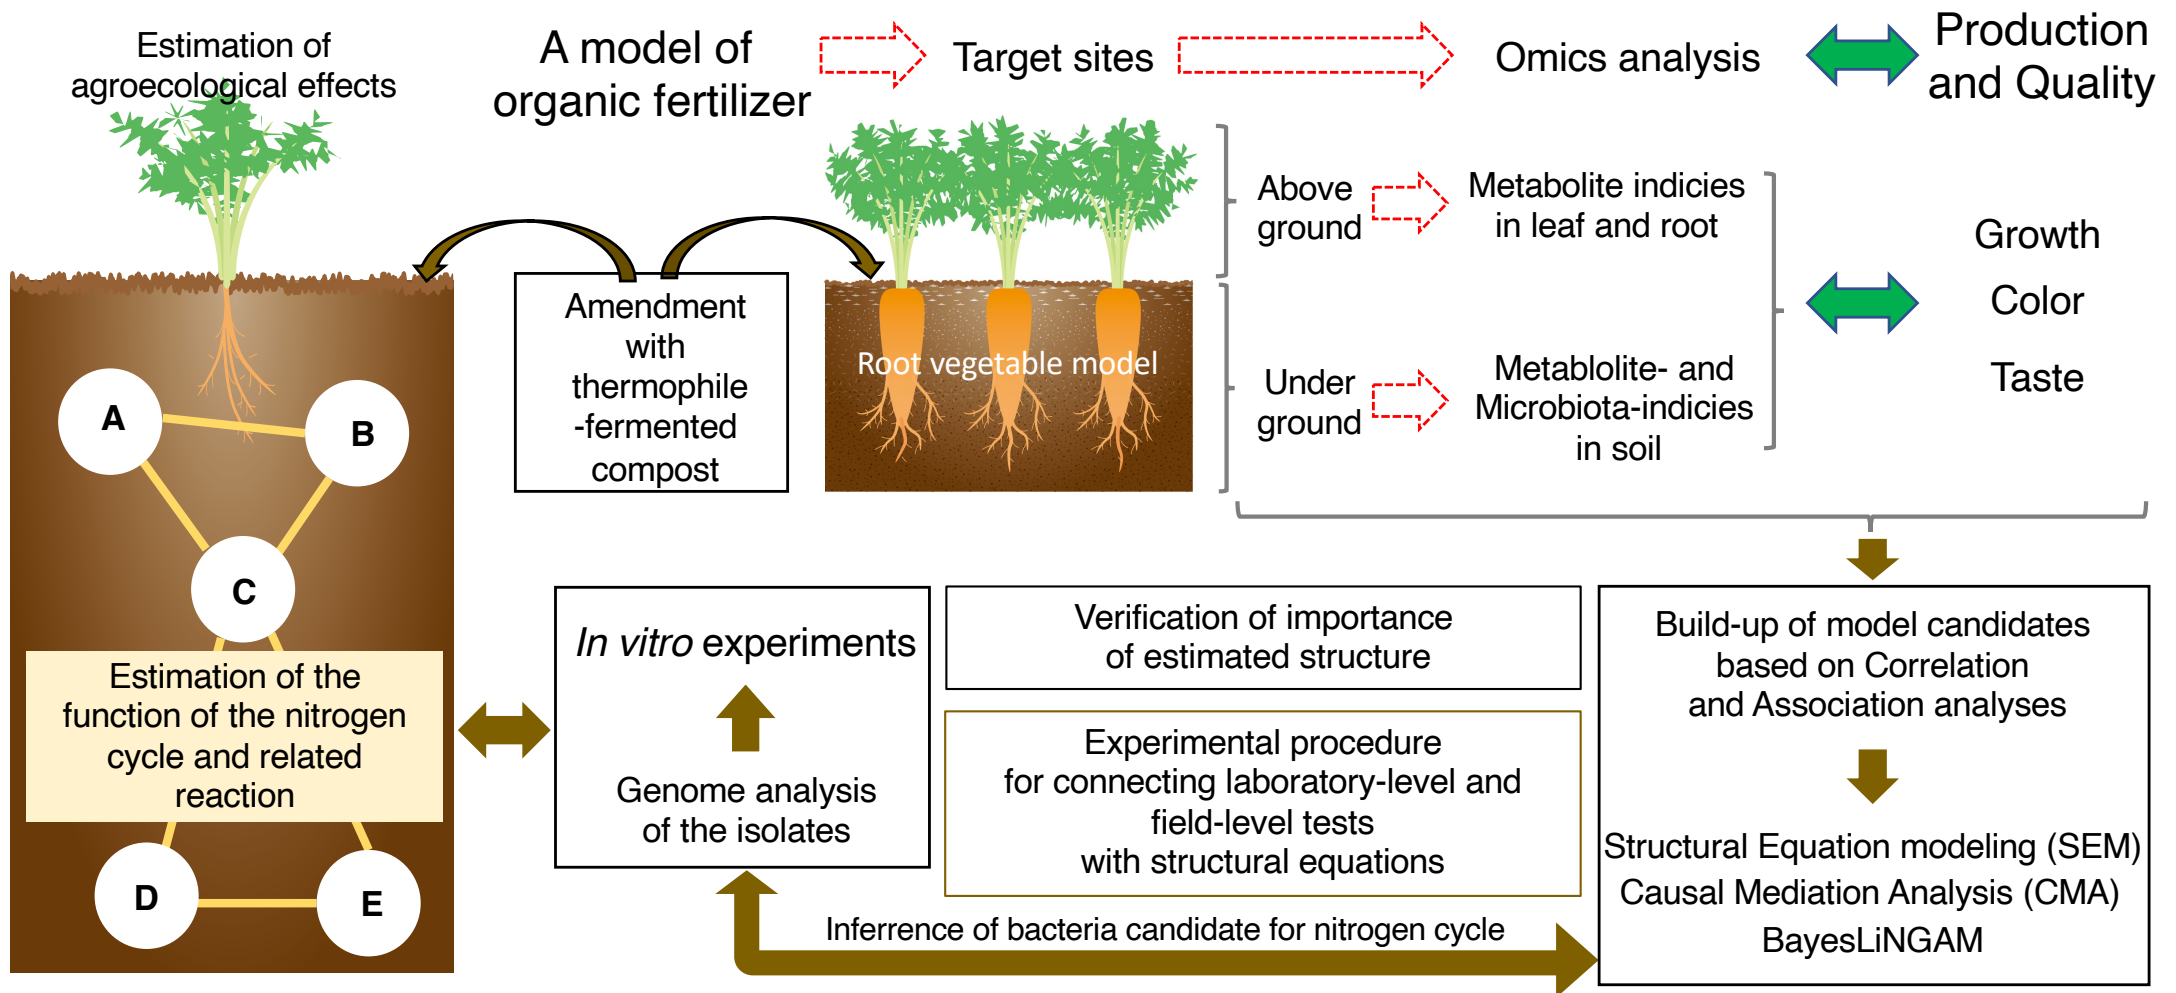 Estimation of
agroecological effects
A model of
organic fertilizer
Target sites
Omics analysis
Production
and Quality
Amendment
with
thermophile
-fermented
compost
Root vegetable model
Above
ground
Metabolite indicies
in leaf and root
Under
ground
Metablolite- and
Microbiota-indicies
in soil
Growth
Color
Taste
A
B
C
Estimation of the
function of the nitrogen
cycle and related
reaction
D
E
In vitro experiments
Genome analysis
of the isolates
Verification of importance
of estimated structure
Experimental procedure
for connecting laboratory-level and
field-level tests
with structural equations
Inferrence of bacteria candidate for nitrogen cycle
Build-up of model candidates
based on Correlation
and Association analyses
Structural Equation modeling (SEM)
Causal Mediation Analysis (CMA)
BayesLiNGAM